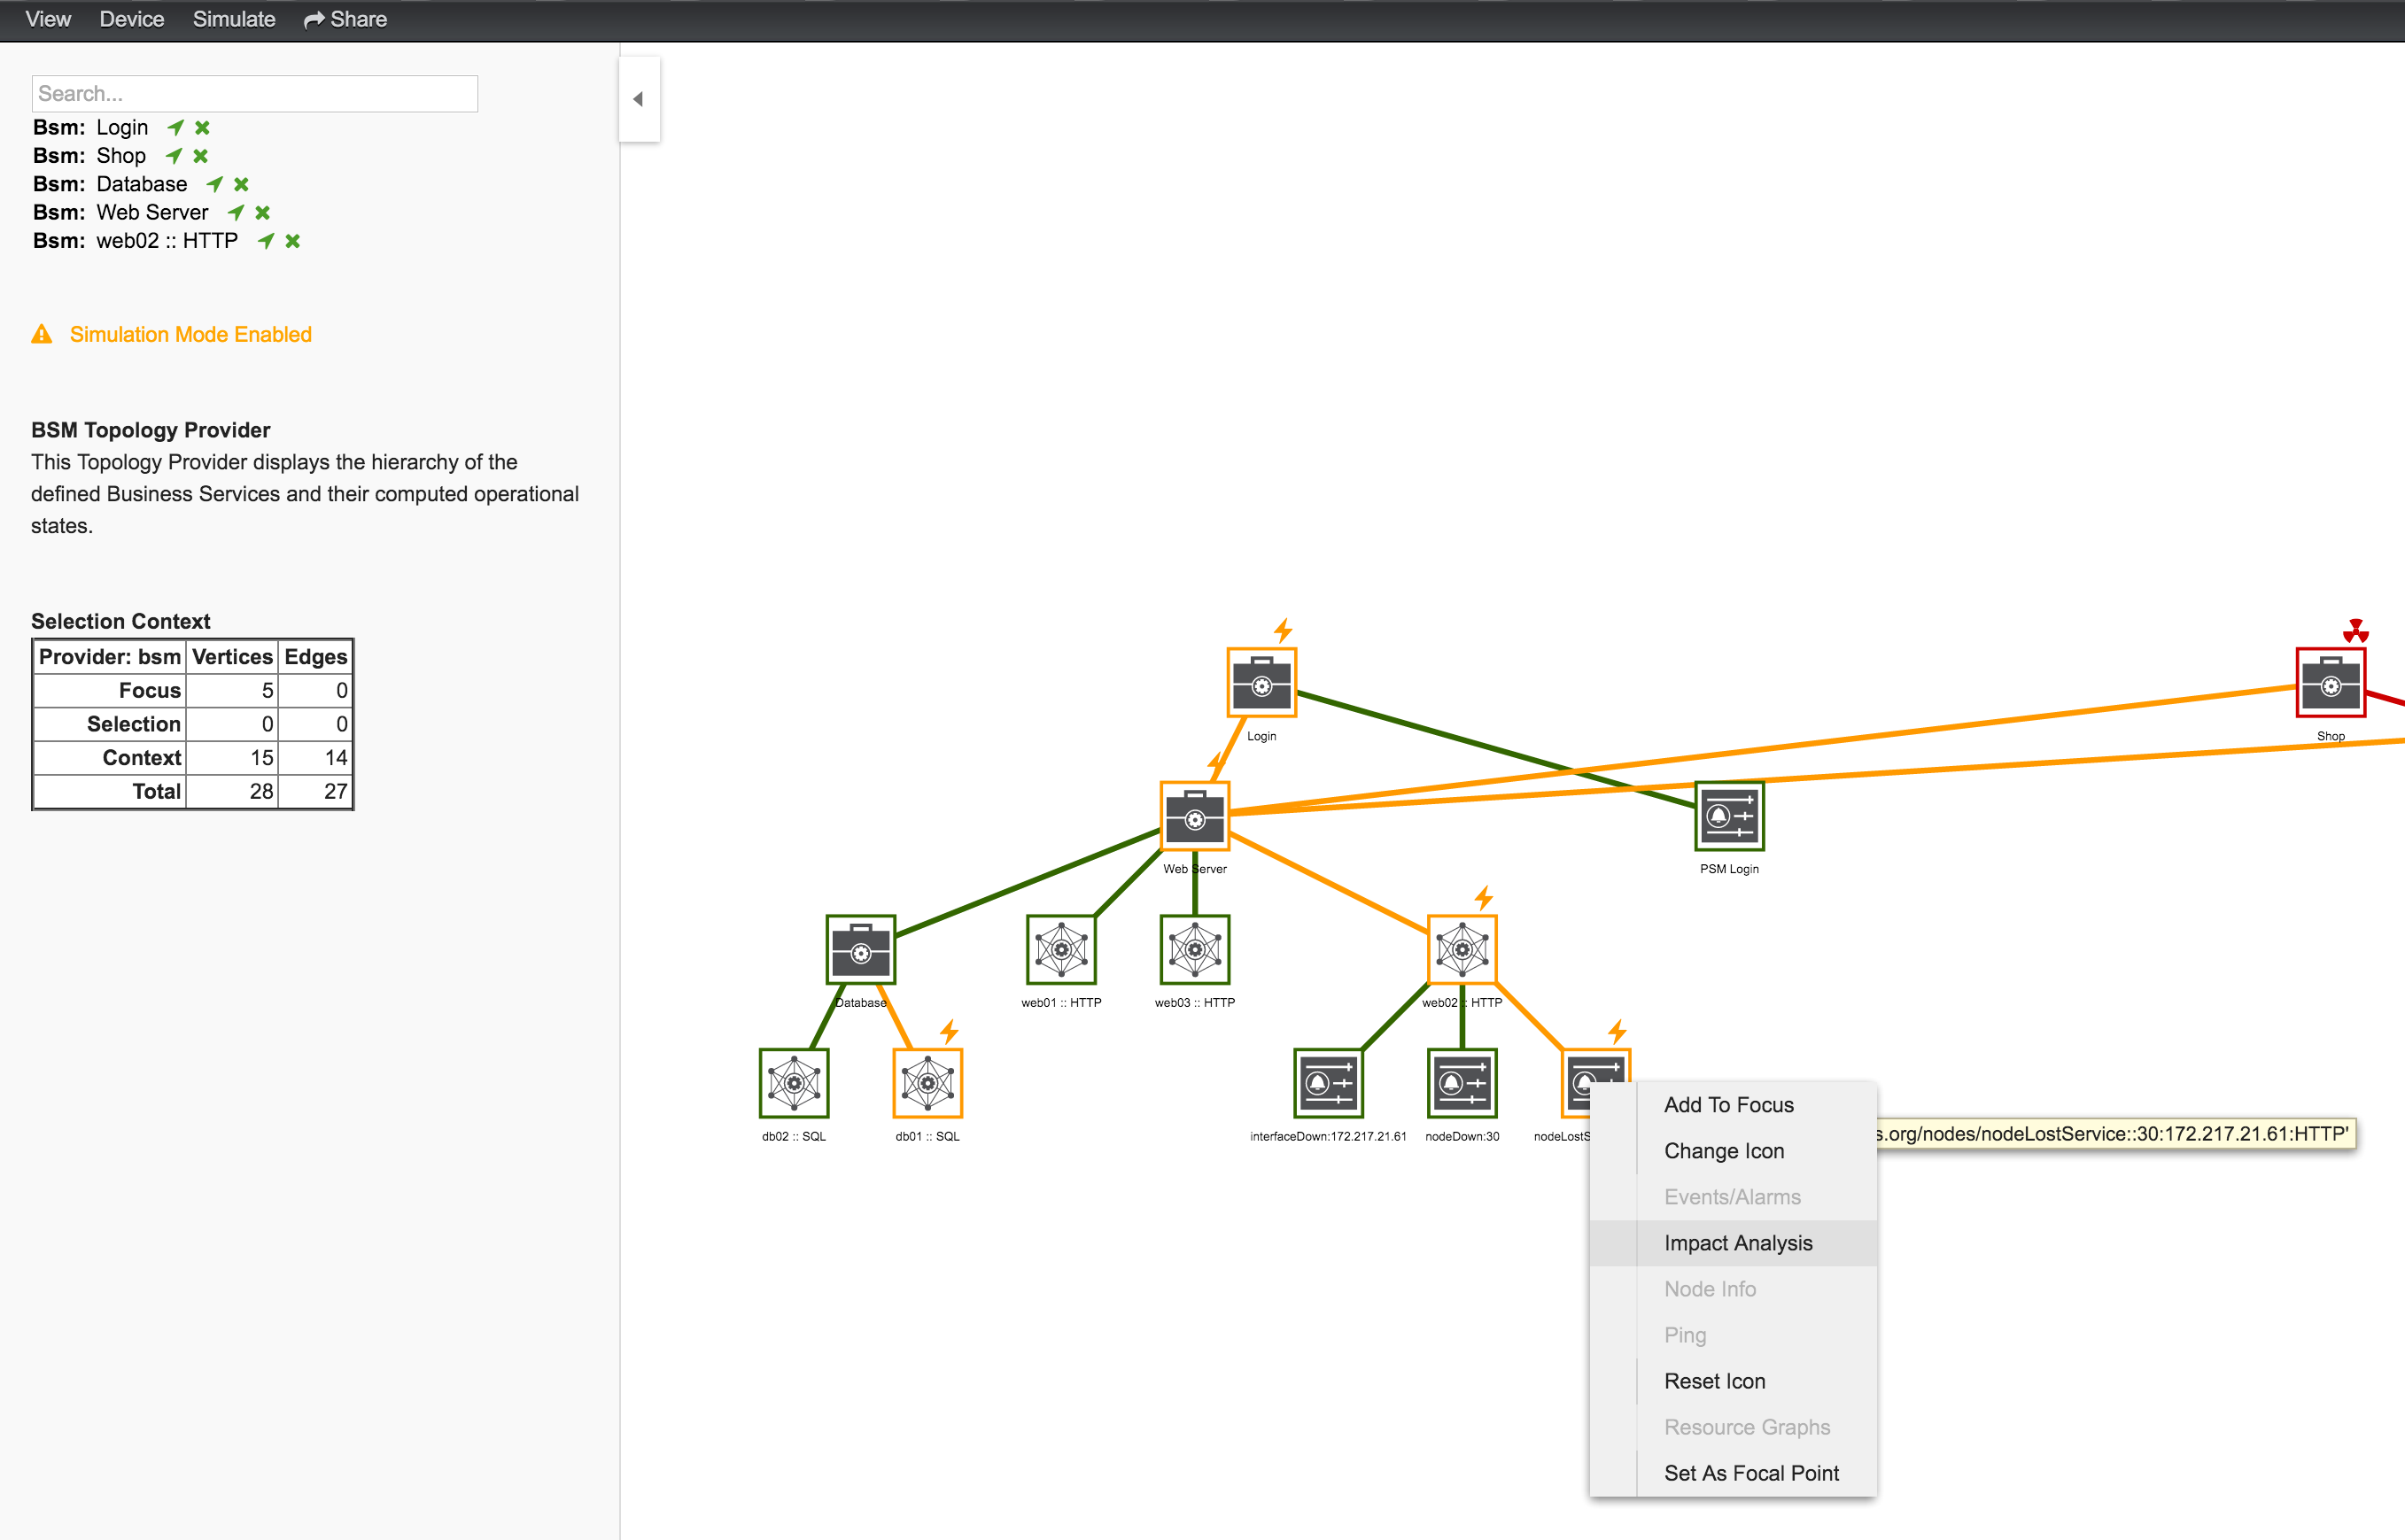 View Device Simulate Share
Search...
Bsm: Login
Bsm: Shop
Bsm: Database
Bsm: Web Server
Bsm: web02 :: HTTP
Simulation Mode Enabled
BSM Topology Provider
This Topology Provider displays the hierarchy of the
defined Business Services and their computed operational
states.
Selection Context
Provider: bsm Vertices Edges
Focus 5 0
Selection 0 0
Context 15 14
Total 28 27
Login
Shop
Web Server
PSM Login
Database
web01 :: HTTP
web03 :: HTTP
web02 :: HTTP
db02 :: SQL
db01 :: SQL
interfaceDown:172.217.21.61
nodeDown:30
nodeLostS
s.org/nodes/nodeLostService::30:172.217.21.61:HTTP'
Add To Focus
Change Icon
Events/Alarms
Impact Analysis
Node Info
Ping
Reset Icon
Resource Graphs
Set As Focal Point